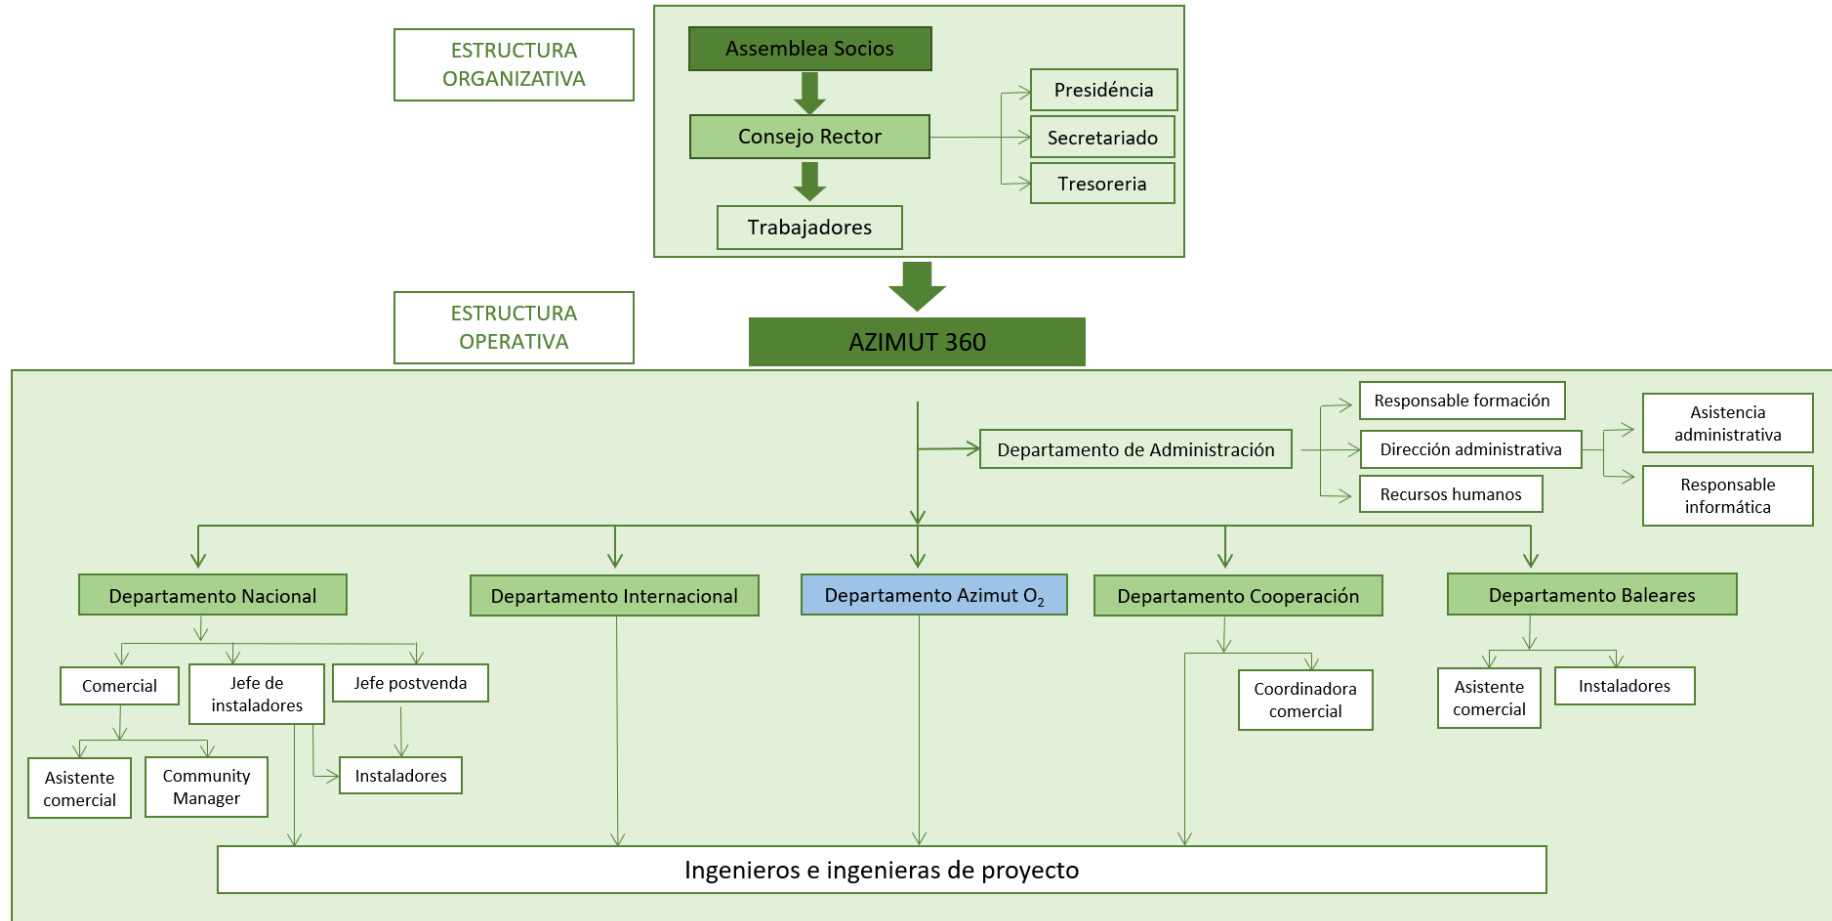 ESTRUCTURA
ORGANIZATIVA
Assemblea Socios
Consejo Rector
Trabajadores
Presidéncia
Secretariado
Tresoreria
ESTRUCTURA
OPERATIVA
AZIMUT 360
Departamento de Administración
Responsable formación
Dirección administrativa
Recursos humanos
Asistencia
administrativa
Responsable
informática
Departamento Nacional
Departamento Internacional
Departamento Azimut O₂
Departamento Cooperación
Departamento Baleares
Comercial
Jefe de
instaladores
Jefe postvenda
Coordinadora
comercial
Asistente
comercial
Instaladores
Asistente
comercial
Community
Manager
Instaladores
Ingenieros e ingenieras de proyecto